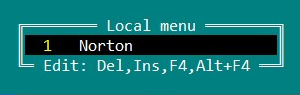 Local menu
1 Norton
Edit: Del,Ins,F4,Alt+F4